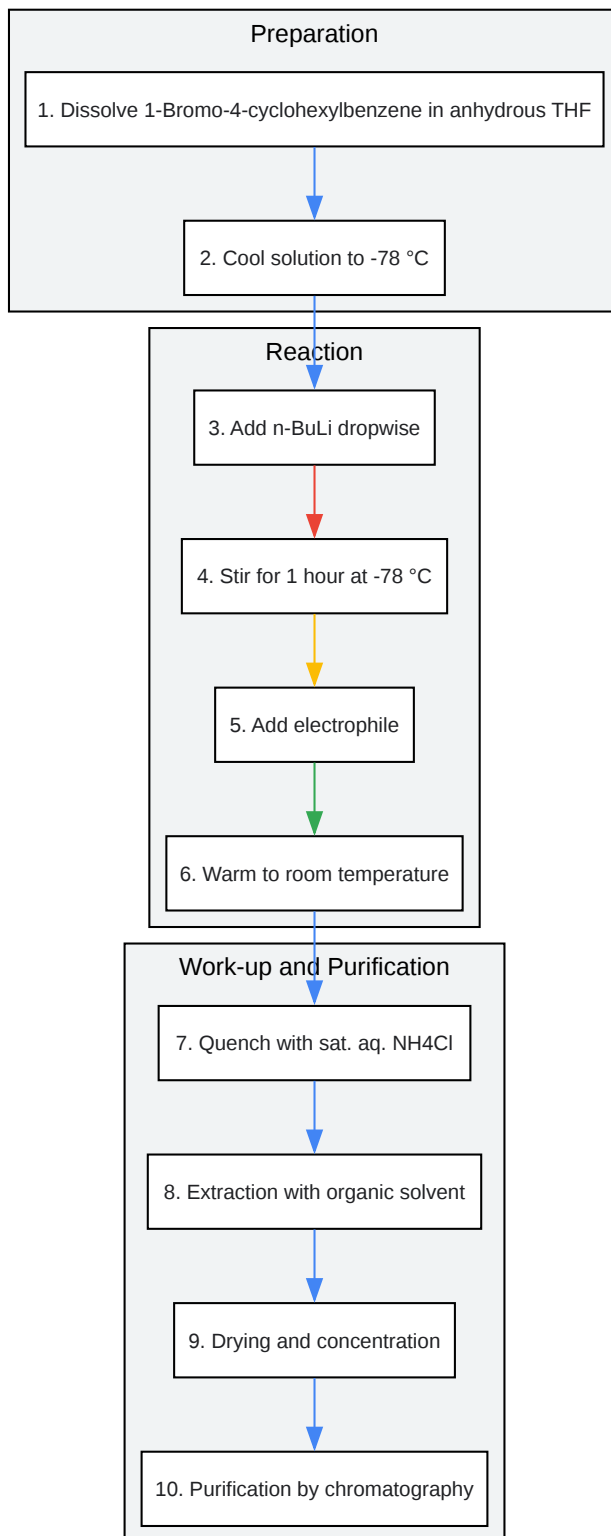 Preparation
1. Dissolve 1-Bromo-4-cyclohexylbenzene in anhydrous THF
2. Cool solution to -78 °C
Reaction
3. Add n-BuLi dropwise
4. Stir for 1 hour at -78 °C
5. Add electrophile
6. Warm to room temperature
Work-up and Purification
7. Quench with sat. aq. NH4Cl
8. Extraction with organic solvent
9. Drying and concentration
10. Purification by chromatography